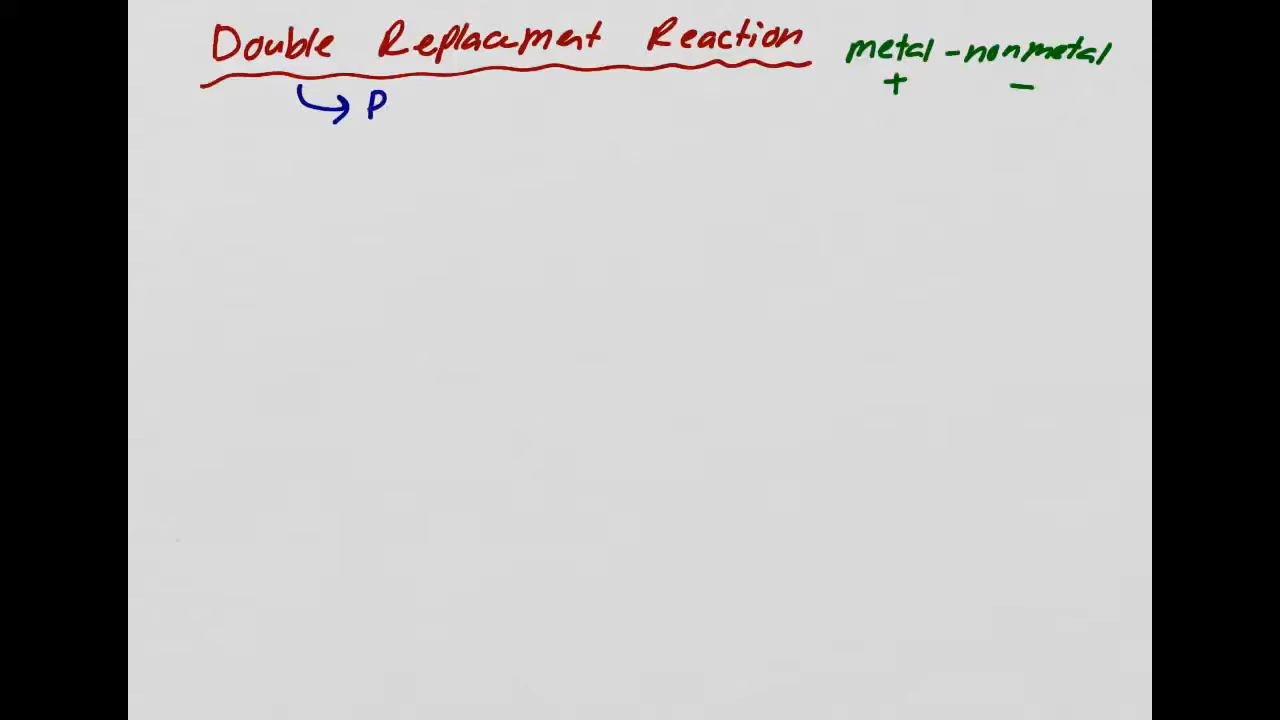 Double Replacement Reaction
metal - nonmetal
+ -
P